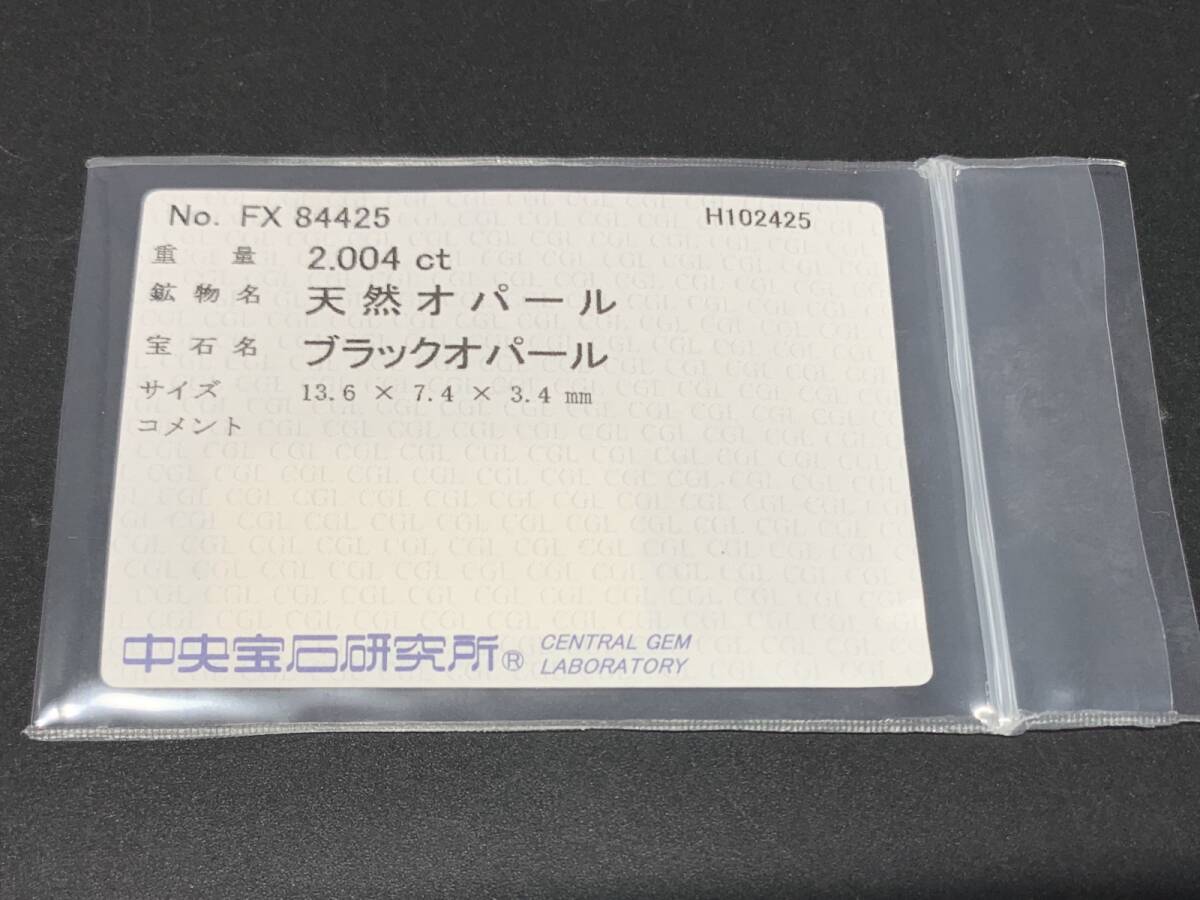 No. FX 84425 H102425
重量 2.004 ct
鉱物名 天然オパール
宝石名 ブラックオパール
サイズ 13.6 × 7.4 × 3.4 mm
コメント
中央宝石研究所® CENTRAL GEM
LABORATORY